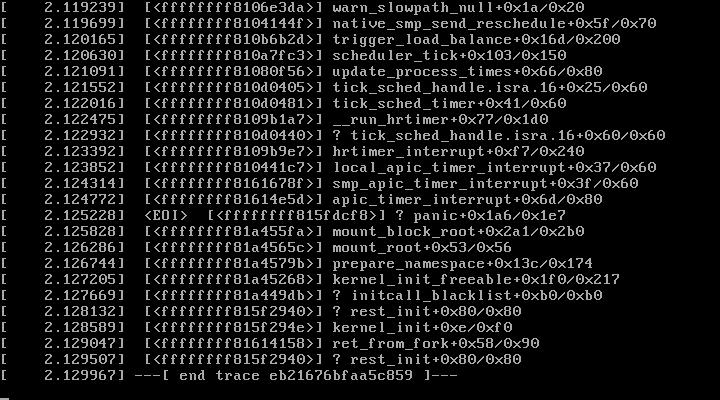 [    2.119239]  [<ffffffff8106e3da>] warn_slowpath_null+0x1a/0x20
[    2.119699]  [<ffffffff8104144f>] native_smp_send_reschedule+0x5f/0x70
[    2.120165]  [<ffffffff810b6b2d>] trigger_load_balance+0x16d/0x200
[    2.120630]  [<ffffffff810a7fc3>] scheduler_tick+0x103/0x150
[    2.121091]  [<ffffffff81080f56>] update_process_times+0x66/0x80
[    2.121552]  [<ffffffff810d0405>] tick_sched_handle.isra.16+0x25/0x60
[    2.122016]  [<ffffffff810d0481>] tick_sched_timer+0x41/0x60
[    2.122475]  [<ffffffff8109b1a7>] __run_hrtimer+0x77/0x1d0
[    2.122932]  [<ffffffff810d0440>] ? tick_sched_handle.isra.16+0x60/0x60
[    2.123392]  [<ffffffff8109b9e7>] hrtimer_interrupt+0xf7/0x240
[    2.123852]  [<ffffffff810441c7>] local_apic_timer_interrupt+0x37/0x60
[    2.124314]  [<ffffffff8161678f>] smp_apic_timer_interrupt+0x3f/0x60
[    2.124772]  [<ffffffff81614e5d>] apic_timer_interrupt+0x6d/0x80
[    2.125228]  <EOI>  [<ffffffff815fdcf8>] ? panic+0x1a6/0x1e7
[    2.125828]  [<ffffffff81a455fa>] mount_block_root+0x2a1/0x2b0
[    2.126286]  [<ffffffff81a4565c>] mount_root+0x53/0x56
[    2.126744]  [<ffffffff81a4579b>] prepare_namespace+0x13c/0x174
[    2.127205]  [<ffffffff81a45268>] kernel_init_freeable+0x1f0/0x217
[    2.127669]  [<ffffffff81a449db>] ? initcall_blacklist+0xb0/0xb0
[    2.128132]  [<ffffffff815f2940>] ? rest_init+0x80/0x80
[    2.128589]  [<ffffffff815f294e>] kernel_init+0xe/0xf0
[    2.129047]  [<ffffffff81614158>] ret_from_fork+0x58/0x90
[    2.129507]  [<ffffffff815f2940>] ? rest_init+0x80/0x80
[    2.129967] ---[ end trace eb21676bfaa5c859 ]---